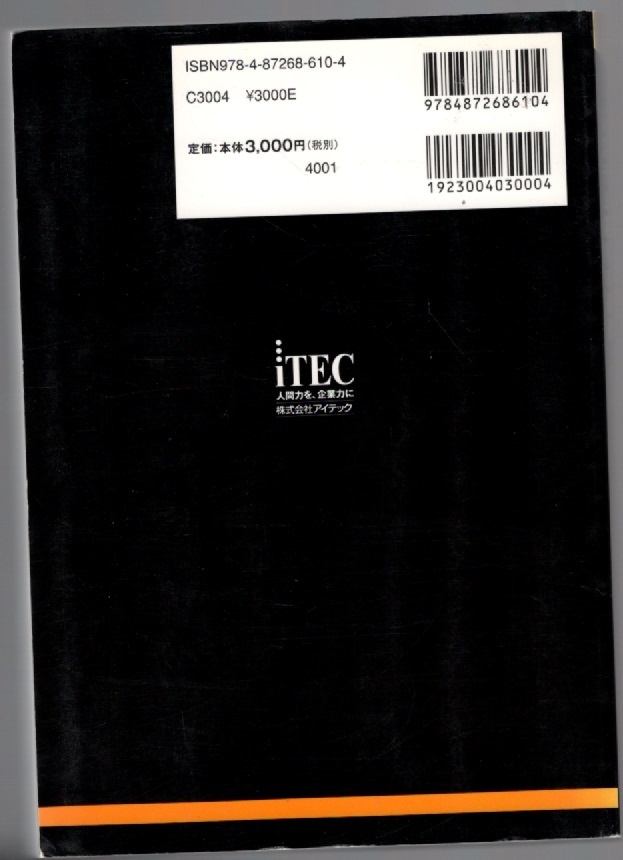 ISBN978-4-87268-610-4
C3004 ¥3000E
定価:本体3,000円(税別)
4001
9784872686104
1923004030004
iTEC
人間力を、企業力に
株式会社アイテック